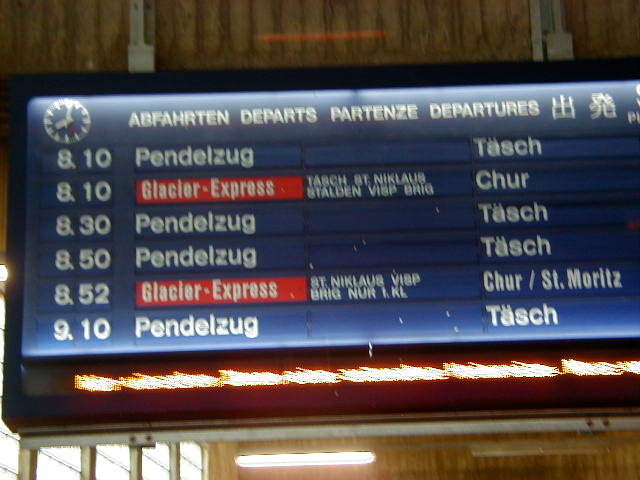 ABFAHRTEN DEPARTS PARTENZE DEPARTURES 出発
8.10 Pendelzug Täsch
8.10 Glacier-Express TÄSCH ST. NIKLAUS Chur
STALDEN VISP BRIG
8.30 Pendelzug Täsch
8.50 Pendelzug Täsch
8.52 Glacier-Express ST. NIKLAUS VISP Chur / St. Moritz
BRIG NUR 1. KL
9.10 Pendelzug Täsch